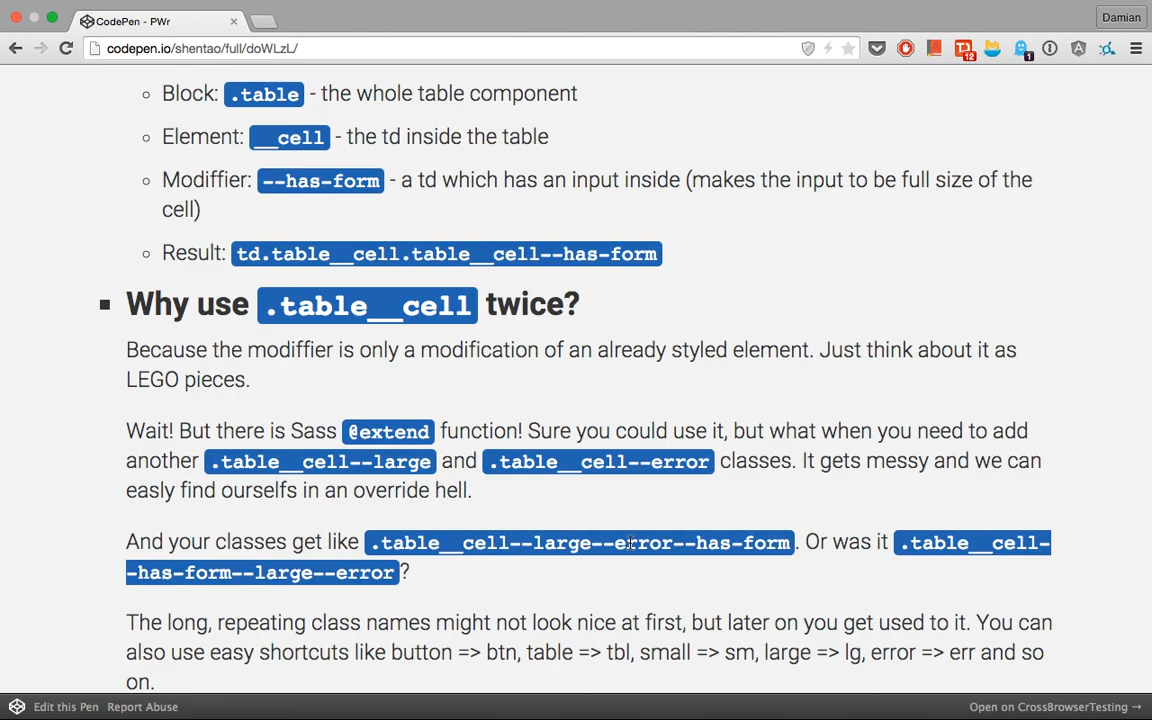 CodePen - PWr
Damian
codepen.io/shentao/full/doWLzL/
12
1
Block: .table - the whole table component
Element: __cell - the td inside the table
Modiffier: --has-form - a td which has an input inside (makes the input to be full size of the
cell)
Result: td.table__cell.table__cell--has-form
Why use .table__cell twice?
Because the modiffier is only a modification of an already styled element. Just think about it as
LEGO pieces.
Wait! But there is Sass @extend function! Sure you could use it, but what when you need to add
another .table__cell--large and .table__cell--error classes. It gets messy and we can
easly find ourselfs in an override hell.
And your classes get like .table__cell--large--error--has-form. Or was it .table__cell-
-has-form--large--error?
The long, repeating class names might not look nice at first, but later on you get used to it. You can
also use easy shortcuts like button => btn, table => tbl, small => sm, large => lg, error => err and so
on.
Edit this Pen Report Abuse
Open on CrossBrowserTesting →